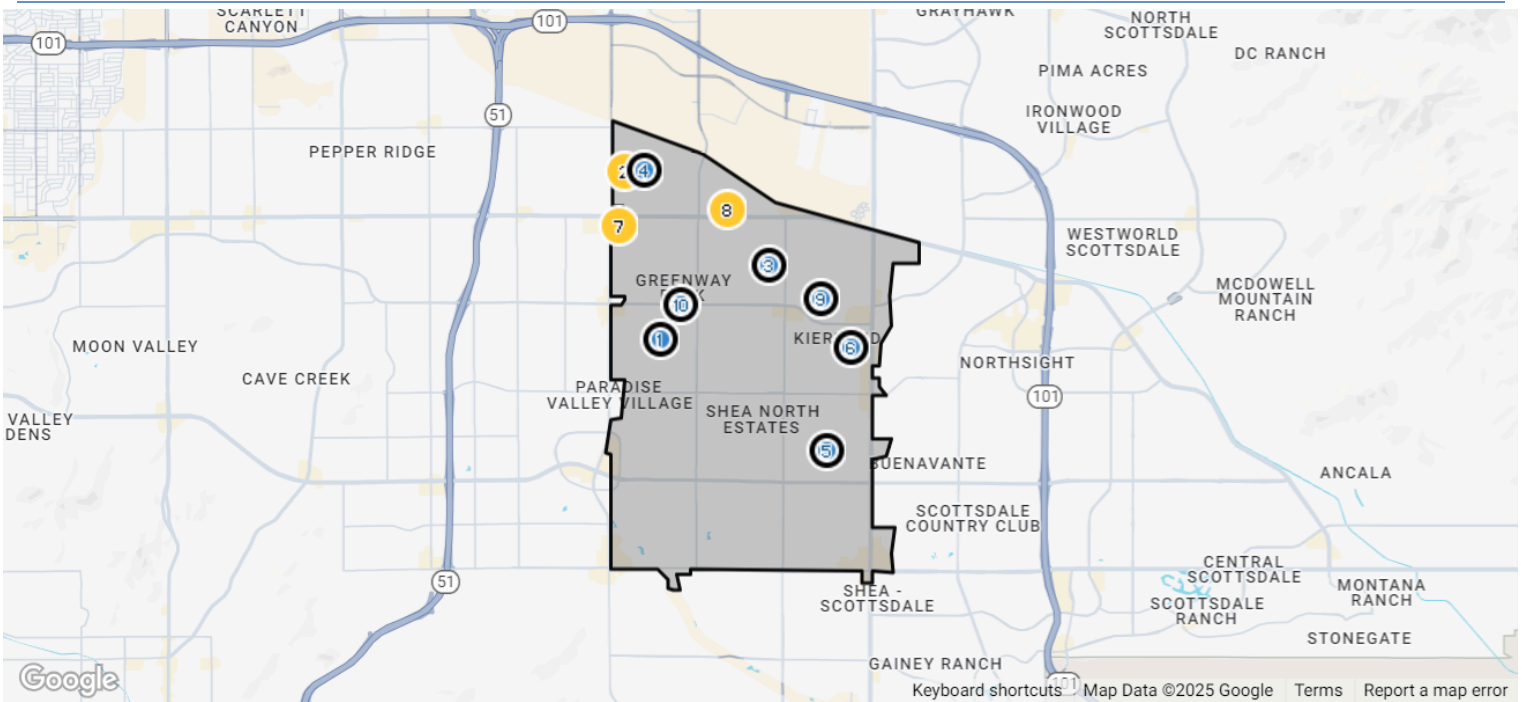 SCARLETT
CANYON
101
101
GRAYHAWK
NORTH
SCOTTSDALE
DC RANCH
PIMA ACRES
51
IRONWOOD
VILLAGE
PEPPER RIDGE
2
4
8
7
WESTWORLD
SCOTTSDALE
3
GREENWAY
10
9
MCDOWELL
MOUNTAIN
RANCH
1
6
MOON VALLEY
NORTHSIGHT
CAVE CREEK
PARADISE
VALLEY VILLAGE
101
SHEA NORTH
ESTATES
VALLEY
DENS
5
BUENAVANTE
ANCALA
SCOTTSDALE
COUNTRY CLUB
51
CENTRAL
SCOTTSDALE
MONTANA
RANCH
SHEA -
SCOTTSDALE
SCOTTSDALE
RANCH
STONEGATE
GAINEY RANCH
101
Google
Keyboard shortcuts
Map Data ©2025 Google
Terms
Report a map error